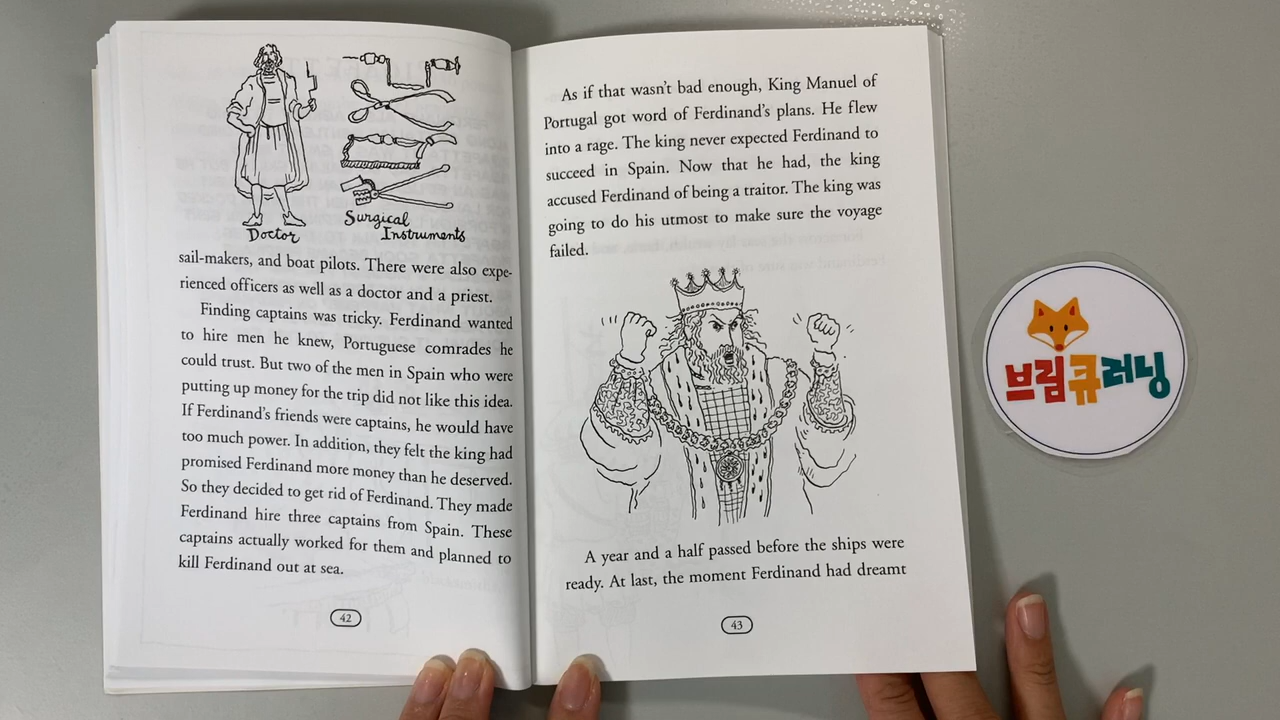 Doctor
Surgical
Instruments
sail-makers, and boat pilots. There were also expe-
rienced officers as well as a doctor and a priest.
Finding captains was tricky. Ferdinand wanted
to hire men he knew, Portuguese comrades he
could trust. But two of the men in Spain who were
putting up money for the trip did not like this idea.
If Ferdinand's friends were captains, he would have
too much power. In addition, they felt the king had
promised Ferdinand more money than he deserved.
So they decided to get rid of Ferdinand. They made
Ferdinand hire three captains from Spain. These
captains actually worked for them and planned to
kill Ferdinand out at sea.
42
As if that wasn't bad enough, King Manuel of
Portugal got word of Ferdinand's plans. He flew
into a rage. The king never expected Ferdinand to
succeed in Spain. Now that he had, the king
accused Ferdinand of being a traitor. The king was
going to do his utmost to make sure the voyage
failed.
A year and a half passed before the ships were
ready. At last, the moment Ferdinand had dreamt
43
브림큐러닝